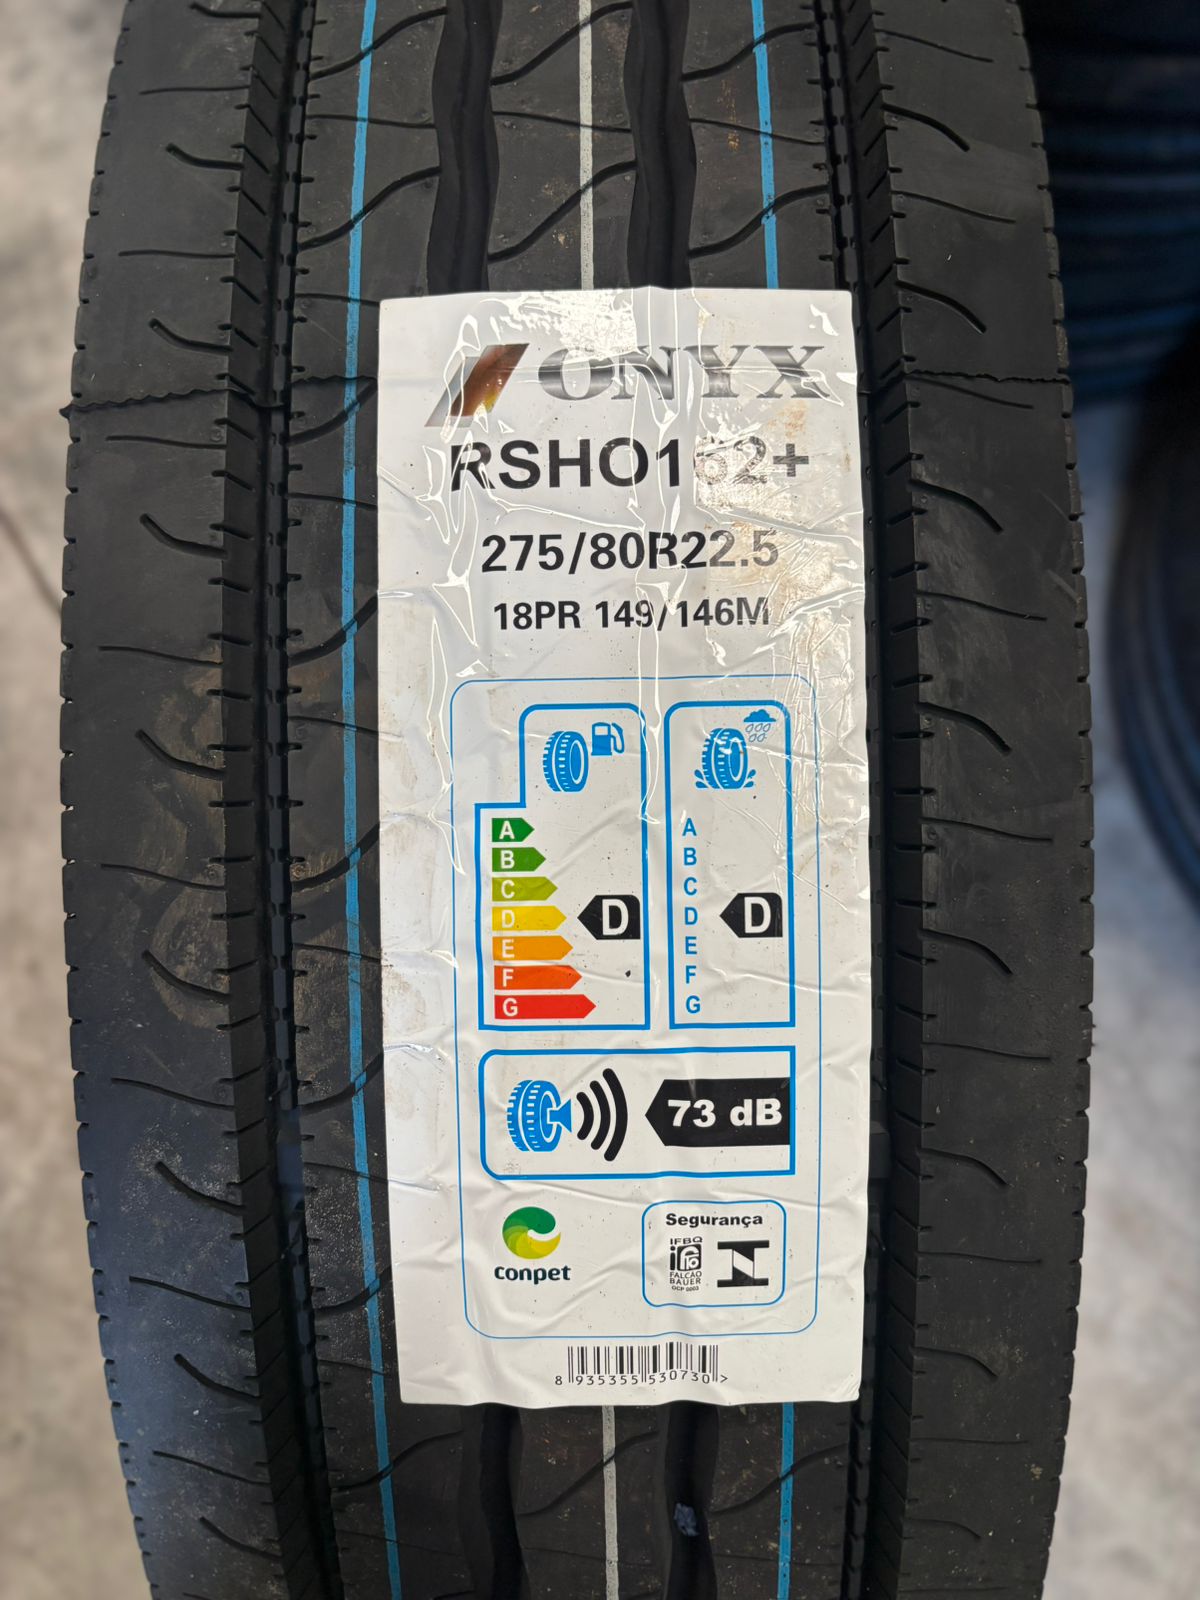 ONYX
RSHO162+
275/80R22.5
18PR 149/146M
A
B
C
D
E
F
G
D
A
B
C
D
E
F
G
D
73 dB
conpet
Segurança
IFBQ
FALCÃO
BAUER
OCP 0003
8 935355 530730 >